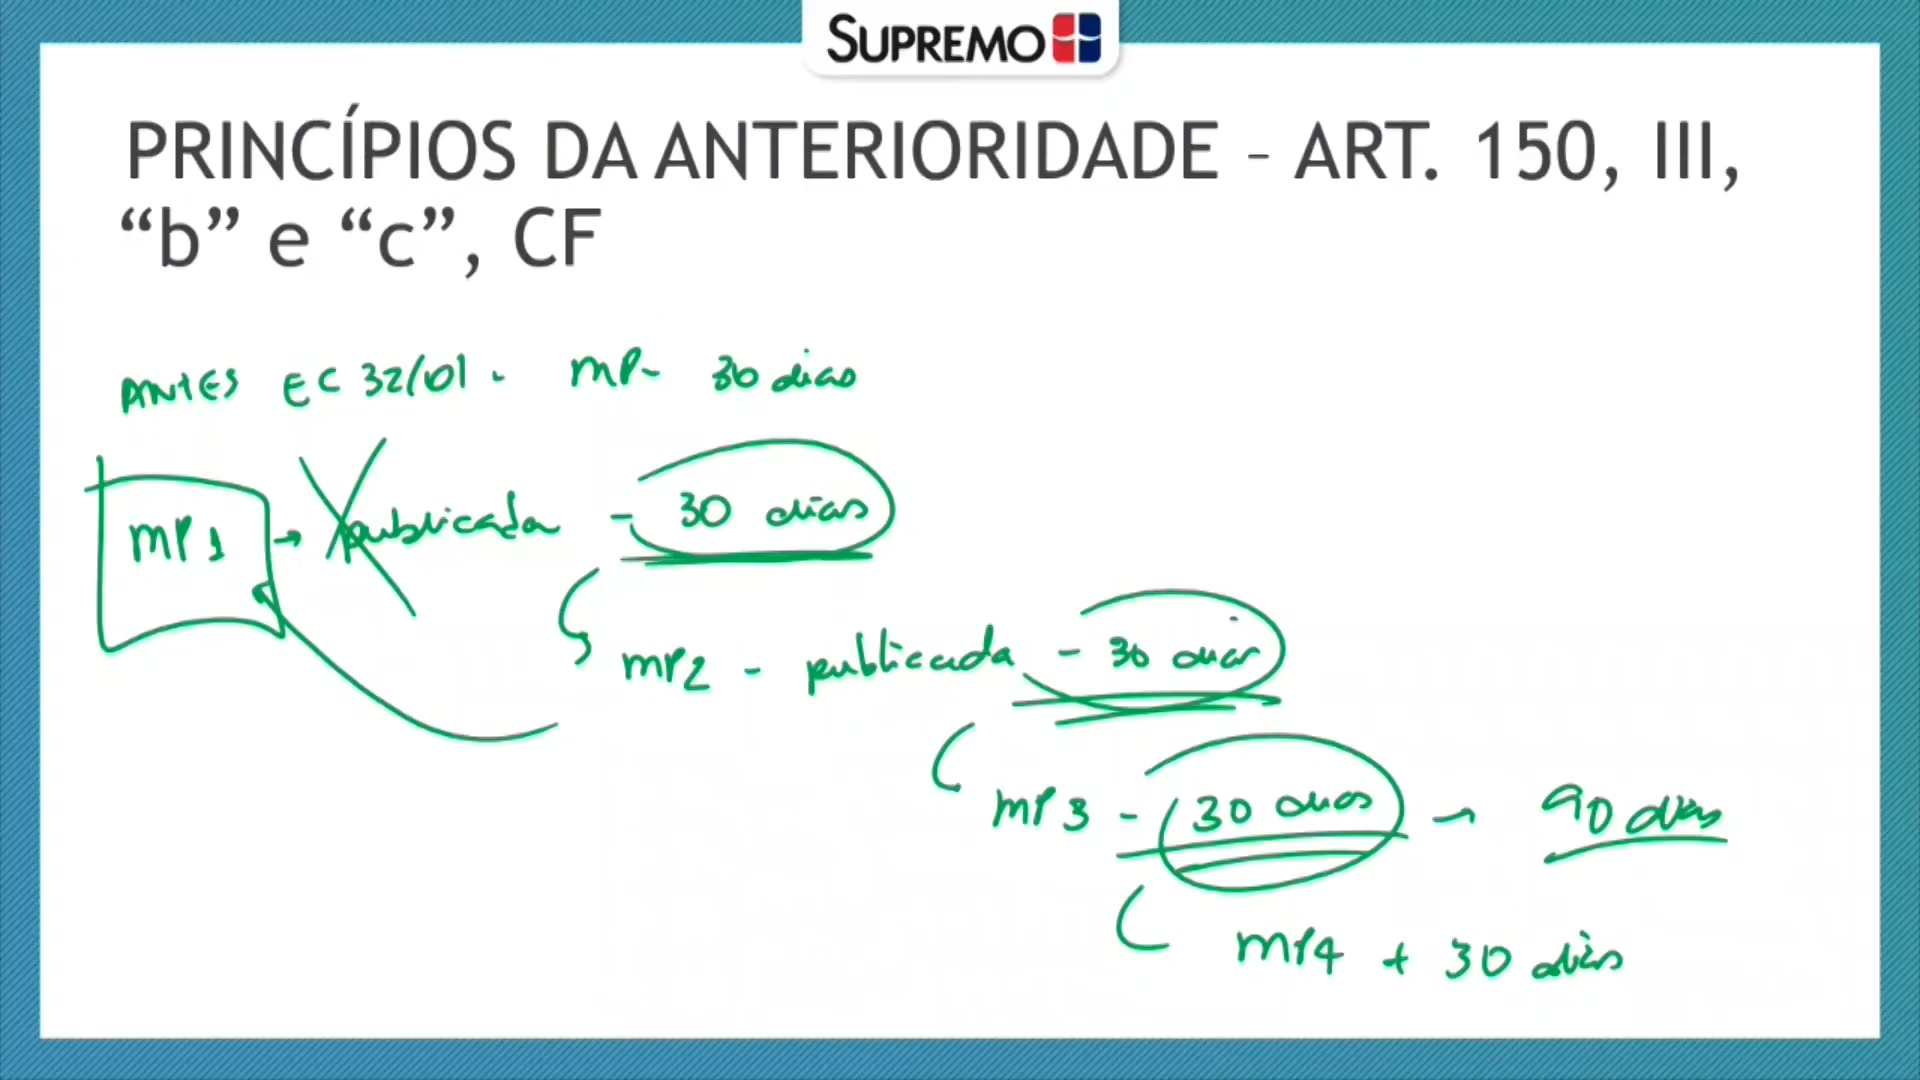 SUPREMO
PRINCÍPIOS DA ANTERIORIDADE – ART. 150, III,
“b” e “c”, CF
ANTES EC 32/01 - MP - 30 dias
MP1 → publicada - 30 dias
MP2 - publicada - 30 dias
MP3 - 30 dias → 90 dias
MP4 + 30 dias